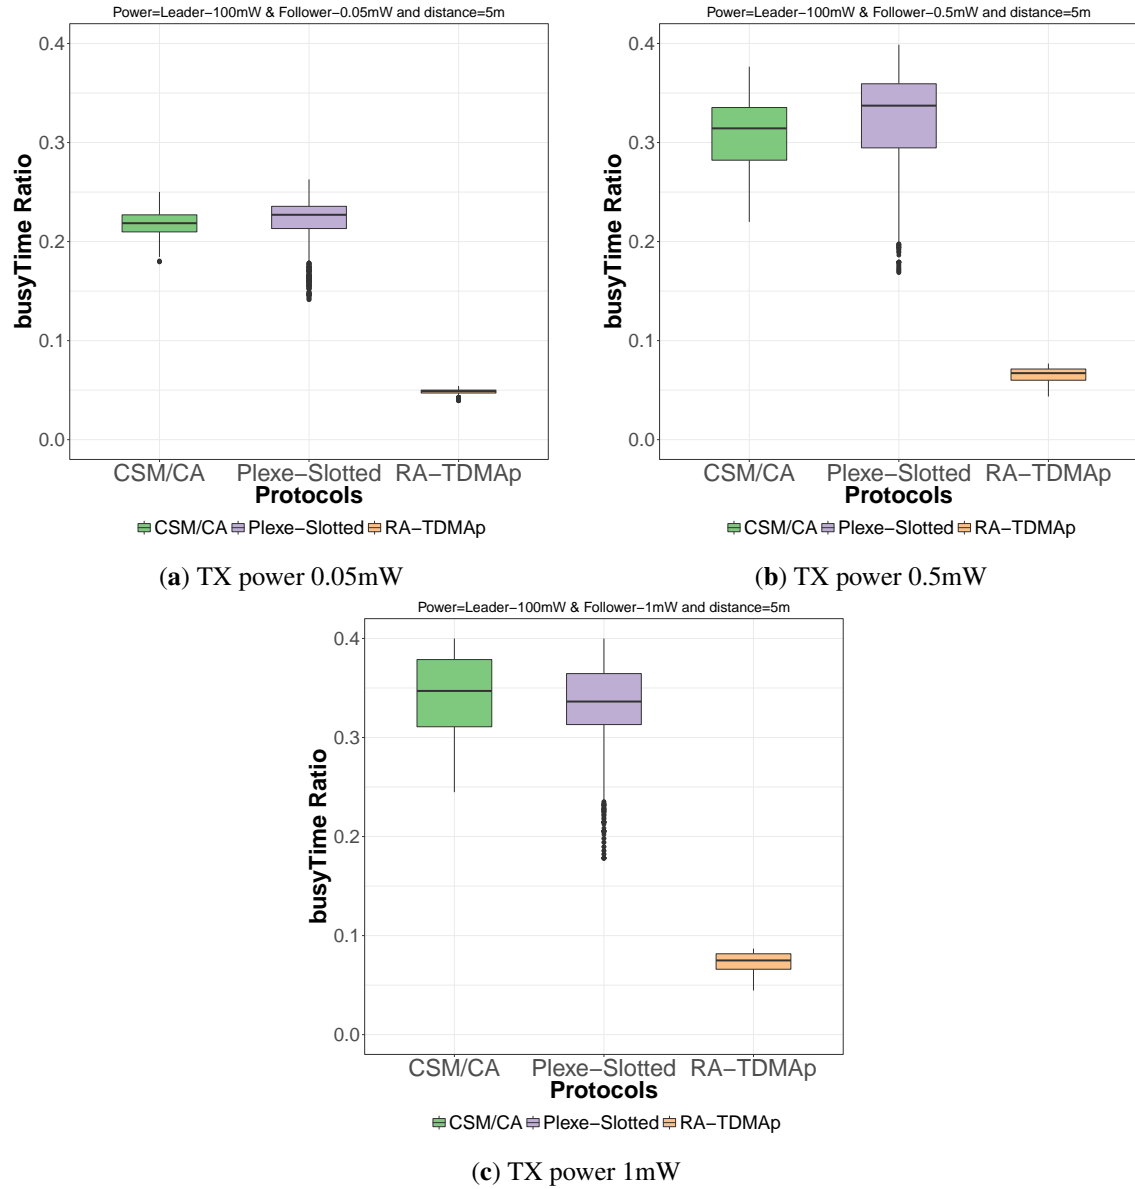 Power=Leader−100mW & Follower−0.05mW and distance=5m
0.4
0.3
0.2
0.1
0.0
busyTime Ratio
CSM/CA Plexe−Slotted RA−TDMAp
Protocols
CSM/CA Plexe−Slotted RA−TDMAp
(a) TX power 0.05mW
Power=Leader−100mW & Follower−0.5mW and distance=5m
0.4
0.3
0.2
0.1
0.0
busyTime Ratio
CSM/CA Plexe−Slotted RA−TDMAp
Protocols
CSM/CA Plexe−Slotted RA−TDMAp
(b) TX power 0.5mW
Power=Leader−100mW & Follower−1mW and distance=5m
0.4
0.3
0.2
0.1
0.0
busyTime Ratio
CSM/CA Plexe−Slotted RA−TDMAp
Protocols
CSM/CA Plexe−Slotted RA−TDMAp
(c) TX power 1mW